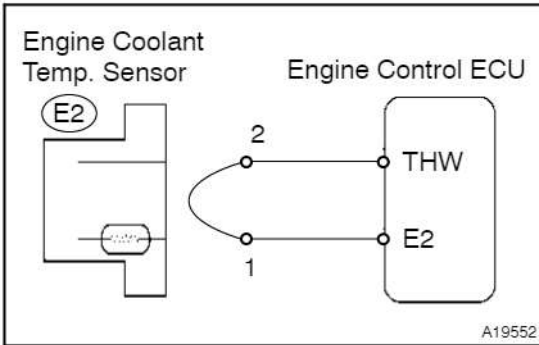 Engine Coolant
Temp. Sensor
Engine Control ECU
E2
2
THW
E2
1
A19552